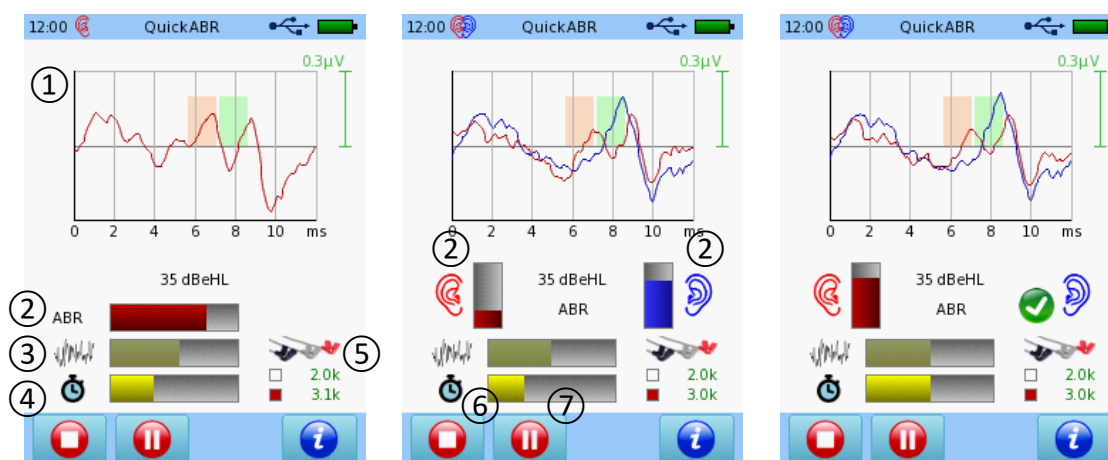 12:00 QuickABR
0.3µV
①
0 2 4 6 8 10 ms
35 dBeHL
② ABR
③ ⑤
2.0k
④ 3.1k
12:00 QuickABR
0.3µV
0 2 4 6 8 10 ms
② ②
35 dBeHL
ABR
2.0k
3.0k
⑥ ⑦
i
12:00 QuickABR
0.3µV
0 2 4 6 8 10 ms
35 dBeHL
ABR
2.0k
3.0k
i
i